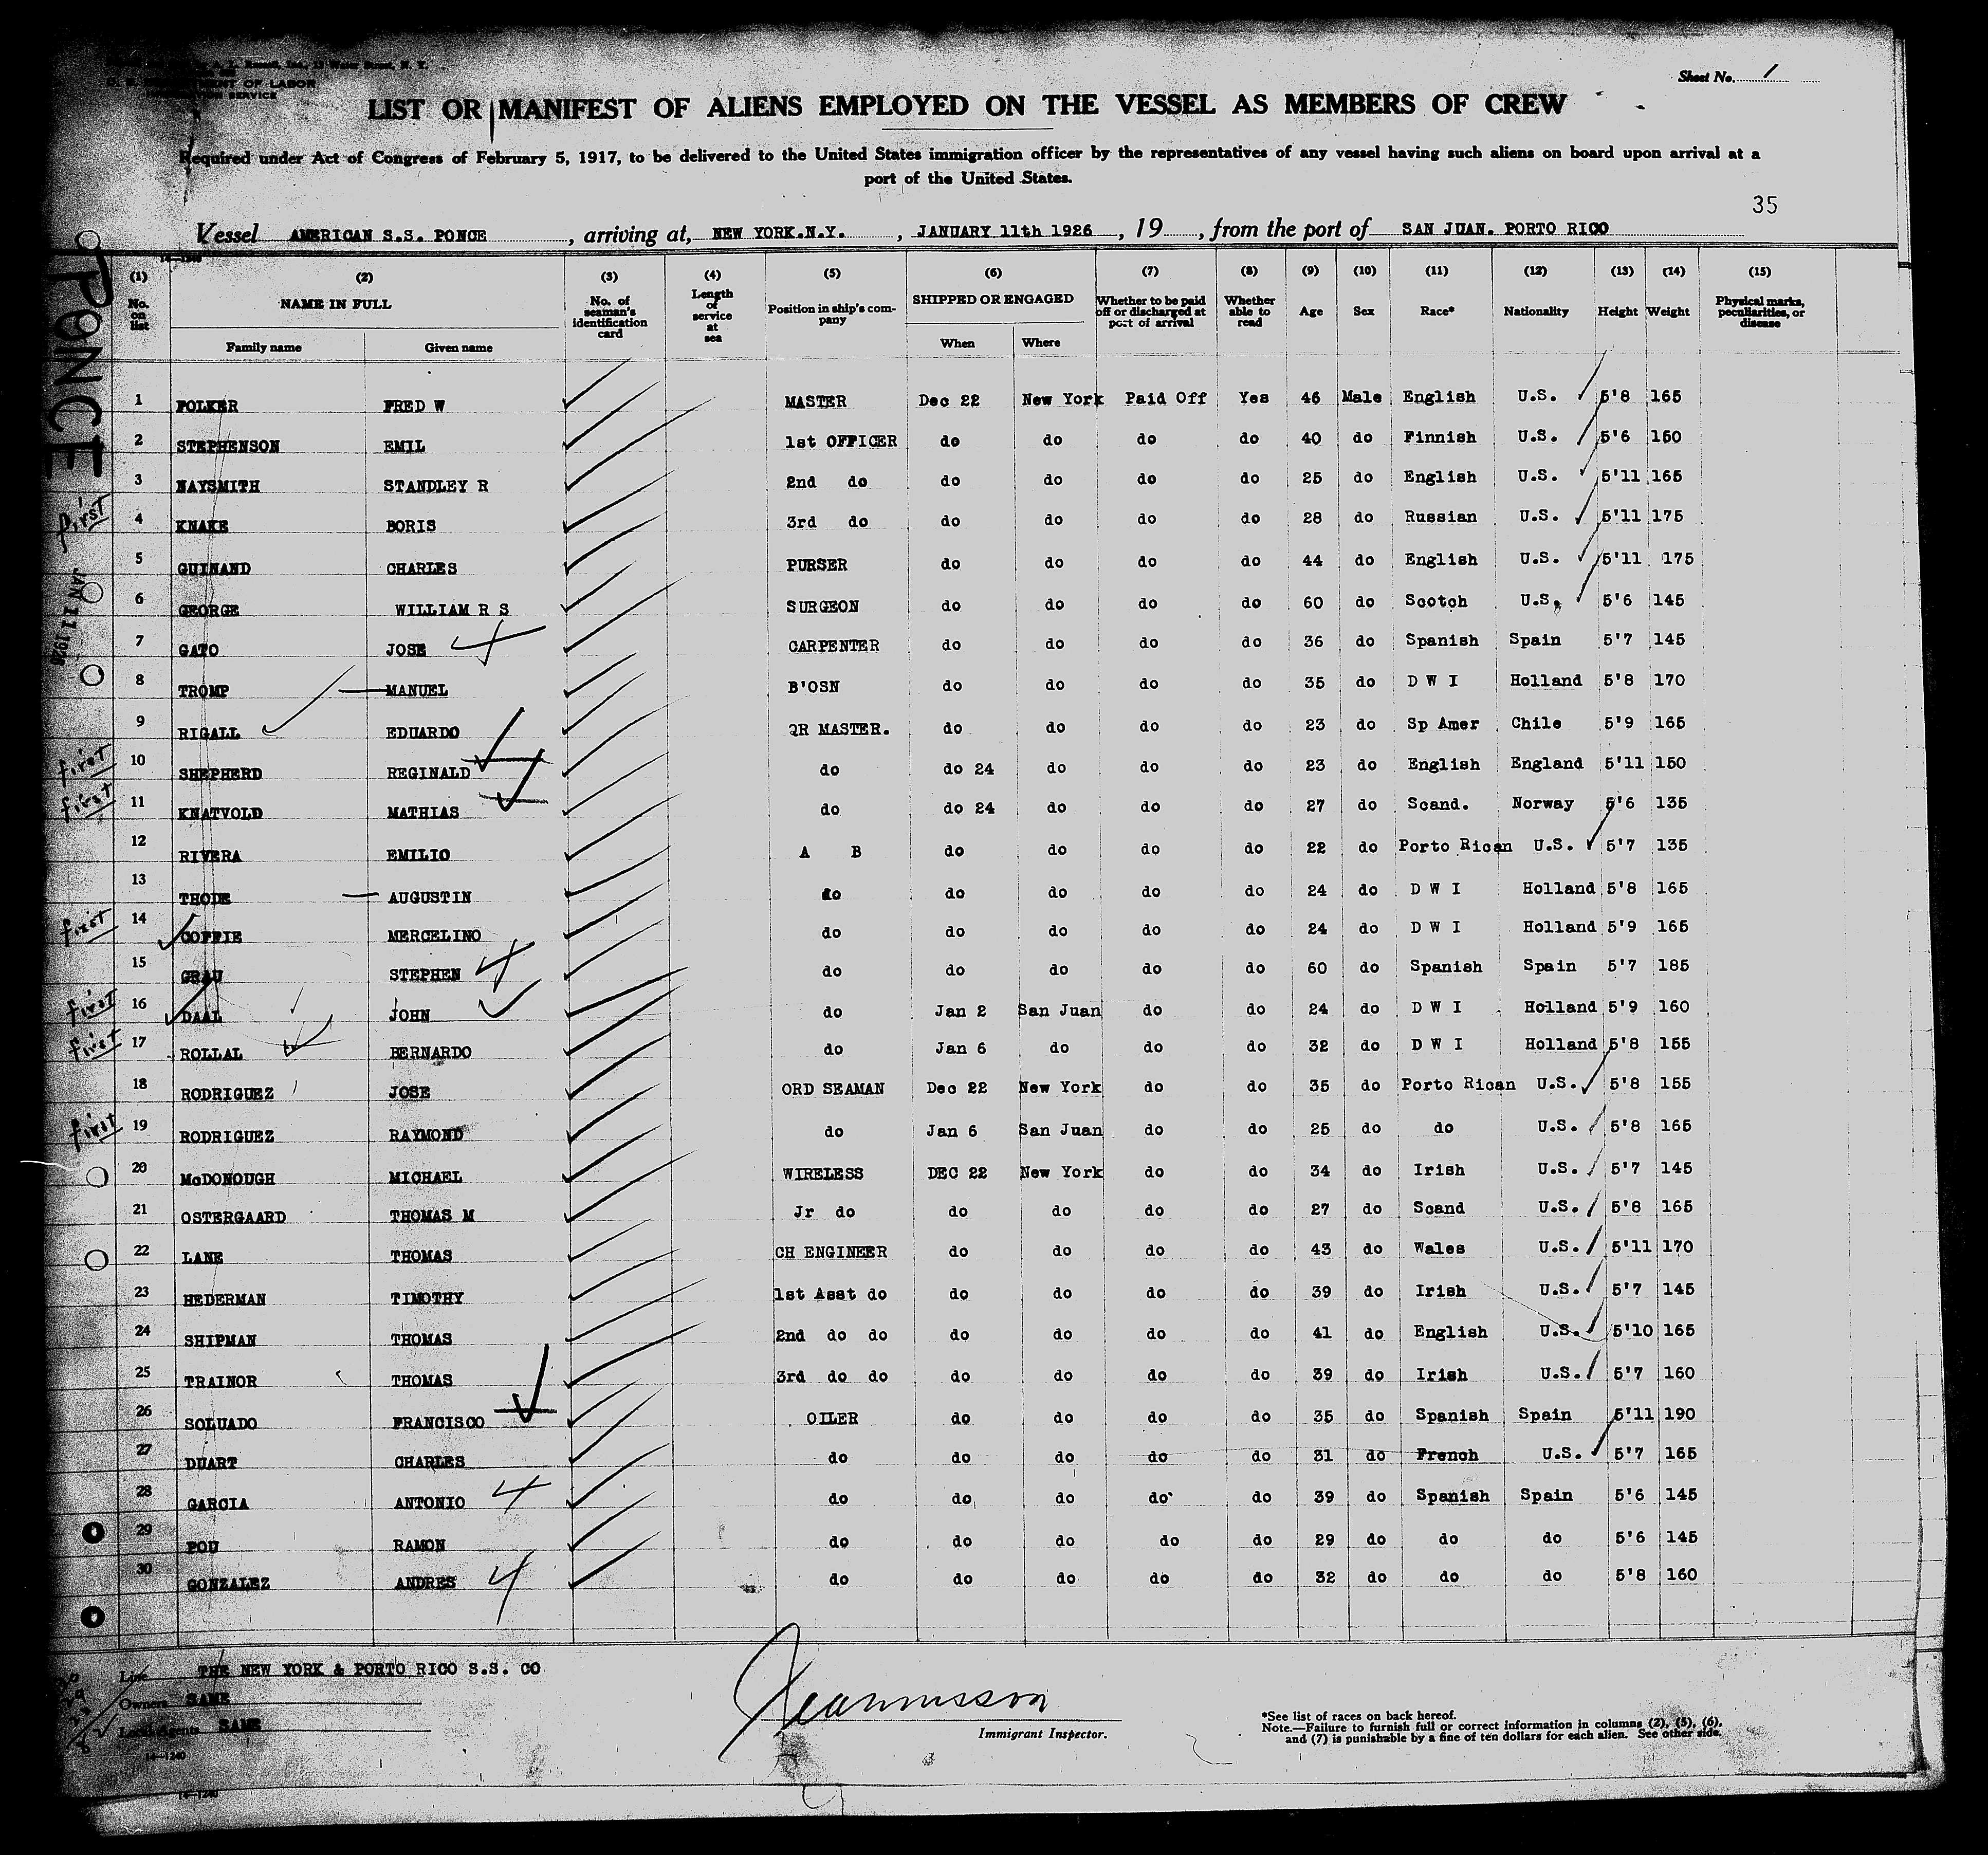 Sheet No. 1
U. S. DEPARTMENT OF LABOR
LIST OR MANIFEST OF ALIENS EMPLOYED ON THE VESSEL AS MEMBERS OF CREW
Required under Act of Congress of February 5, 1917, to be delivered to the United States immigration officer by the representatives of any vessel having such aliens on board upon arrival at a
port of the United States.
35
Vessel AMERICAN S.S. PONCE, arriving at, NEW YORK.N.Y., JANUARY 11th 1926, 19, from the port of SAN JUAN. PORTO RICO
PONCE
JAN 11 1926
(1) No. on list (2) NAME IN FULL Family name Given name (3) No. of seaman's identification card (4) Length of service at sea (5) Position in ship's company (6) SHIPPED OR ENGAGED When Where (7) Whether to be paid off or discharged at port of arrival (8) Whether able to read (9) Age (10) Sex (11) Race* (12) Nationality (13) Height (14) Weight (15) Physical marks, peculiarities, or disease
1 FOLKER FRED W MASTER Dec 22 New York Paid Off Yes 46 Male English U.S. 5'8 165
2 STEPHENSON EMIL 1st OFFICER do do do do 40 do Finnish U.S. 5'6 150
3 NAYSMITH STANDLEY R 2nd do do do do do 25 do English U.S. 5'11 165
first 4 KNAKE BORIS 3rd do do do do do 28 do Russian U.S. 5'11 175
5 GUINAND CHARLES PURSER do do do do 44 do English U.S. 5'11 175
6 GEORGE WILLIAM R S SURGEON do do do do 60 do Scotch U.S. 5'6 145
7 GATO JOSE CARPENTER do do do do 36 do Spanish Spain 5'7 145
8 TROMP MANUEL B'OSN do do do do 35 do D W I Holland 5'8 170
9 RIGALL EDUARDO QR MASTER. do do do do 23 do Sp Amer Chile 5'9 165
first 10 SHEPHERD REGINALD do do 24 do do do 23 do English England 5'11 150
first 11 KNATVOLD MATHIAS do do 24 do do do 27 do Scand. Norway 5'6 135
12 RIVERA EMILIO A B do do do do 22 do Porto Rican U.S. 5'7 135
13 THODE AUGUSTIN do do do do do 24 do D W I Holland 5'8 165
first 14 COFFIE MERCELINO do do do do do 24 do D W I Holland 5'9 165
15 GRAU STEPHEN do do do do do 60 do Spanish Spain 5'7 185
first 16 DAAL JOHN do Jan 2 San Juan do do 24 do D W I Holland 5'9 160
first 17 ROLLAL BERNARDO do Jan 6 do do do 32 do D W I Holland 5'8 155
18 RODRIGUEZ JOSE ORD SEAMAN Dec 22 New York do do 35 do Porto Rican U.S. 5'8 155
first 19 RODRIGUEZ RAYMOND do Jan 6 San Juan do do 25 do do U.S. 5'8 165
20 McDONOUGH MICHAEL WIRELESS DEC 22 New York do do 34 do Irish U.S. 5'7 145
21 OSTERGAARD THOMAS M Jr do do do do do 27 do Scand U.S. 5'8 165
22 LANE THOMAS CH ENGINEER do do do do 43 do Wales U.S. 5'11 170
23 HEDERMAN TIMOTHY 1st Asst do do do do do 39 do Irish U.S. 5'7 145
24 SHIPMAN THOMAS 2nd do do do do do do 41 do English U.S. 5'10 165
25 TRAINOR THOMAS 3rd do do do do do do 39 do Irish U.S. 5'7 160
26 SOLUADO FRANCISCO OILER do do do do 35 do Spanish Spain 5'11 190
27 DUART CHARLES do do do do do 31 do French U.S. 5'7 165
28 GARCIA ANTONIO do do do do do 39 do Spanish Spain 5'6 145
29 POU RAMON do do do do do 29 do do do 5'6 145
30 GONZALEZ ANDRES do do do do do 32 do do do 5'8 160
Line THE NEW YORK & PORTO RICO S.S. CO
Owners SAME
Local Agents SAME
14—1240
Immigrant Inspector.
*See list of races on back hereof.
Note.—Failure to furnish full or correct information in columns (2), (5), (6),
and (7) is punishable by a fine of ten dollars for each alien. See other side.
14—1240